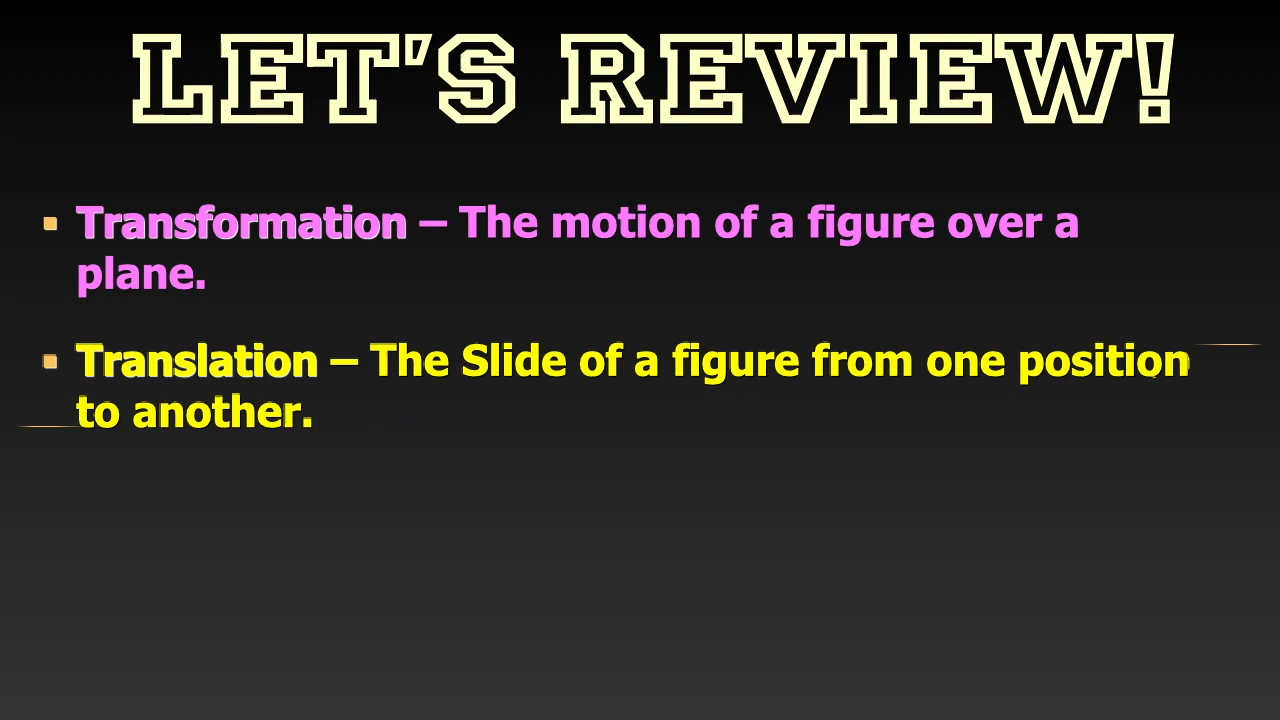 LET'S REVIEW!
▪ Transformation – The motion of a figure over a
plane.
▪ Translation – The Slide of a figure from one position
to another.